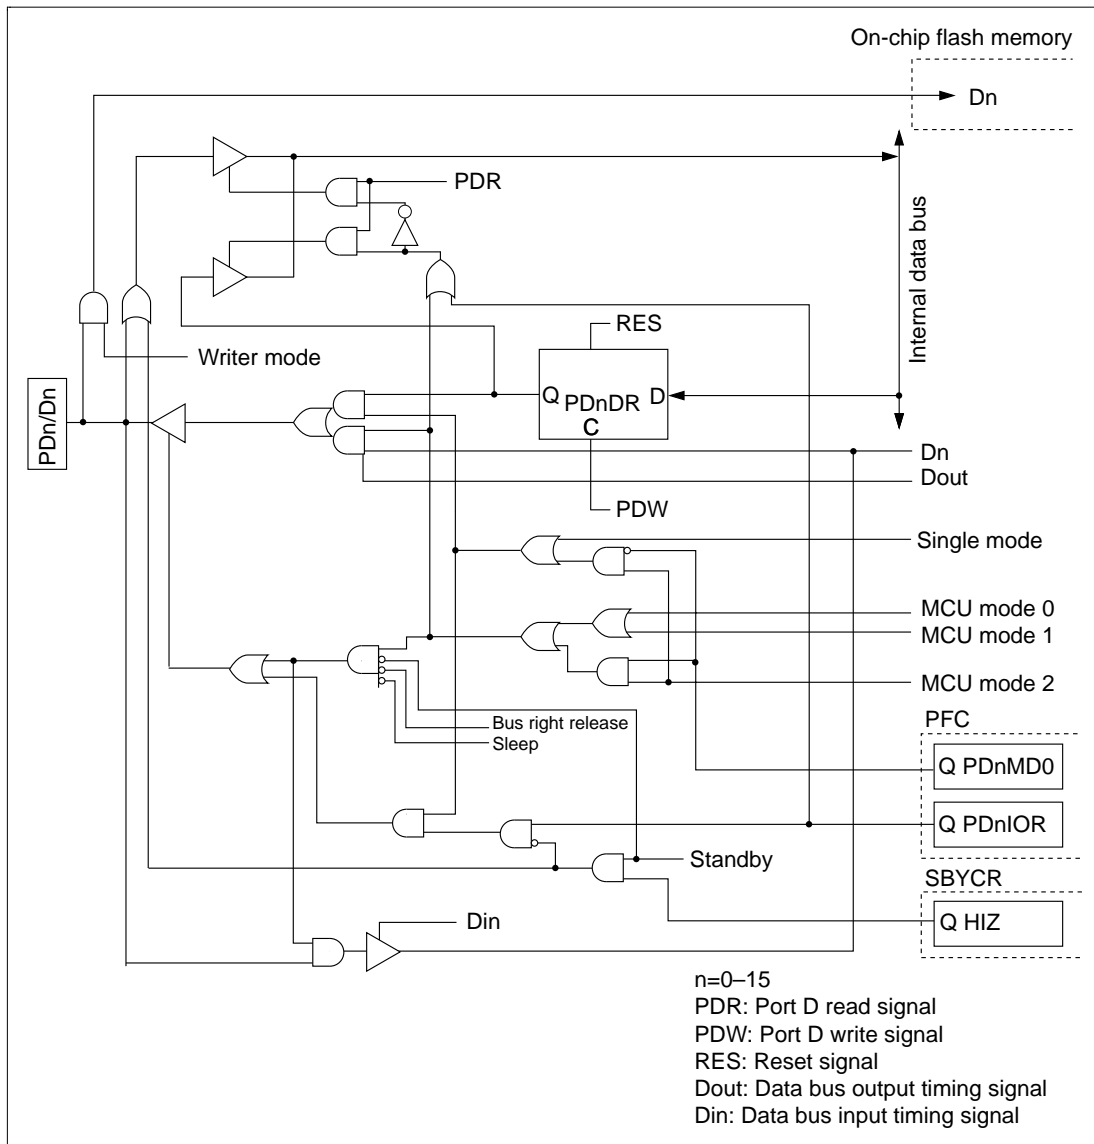 On-chip flash memory
Dn
PDR
Internal data bus
RES
Writer mode
Q PDnDR D
C
PDn/Dn
Dn
Dout
PDW
Single mode
MCU mode 0
MCU mode 1
MCU mode 2
Bus right release
Sleep
PFC
Q PDnMD0
Q PDnIOR
Standby
SBYCR
Q HIZ
Din
n=0–15
PDR: Port D read signal
PDW: Port D write signal
RES: Reset signal
Dout: Data bus output timing signal
Din: Data bus input timing signal